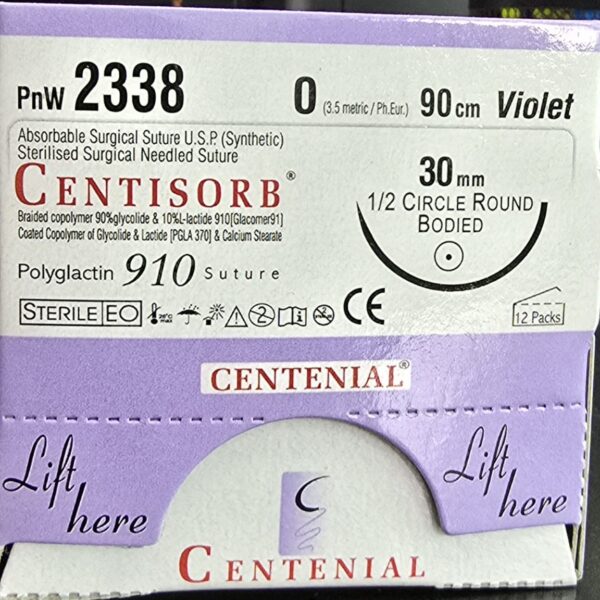 PnW 2338 0 (3.5 metric / Ph.Eur.) 90 cm Violet
Absorbable Surgical Suture U.S.P. (Synthetic)
Sterilised Surgical Needled Suture
CENTISORB®
Braided copolymer 90%glycolide & 10%L-lactide 910[Glacomer91]
Coated Copolymer of Glycolide & Lactide [PGLA 370] & Calcium Stearate
Polyglactin 910 Suture
30 mm
1/2 CIRCLE ROUND
BODIED
STERILE EO
CE
12 Packs
CENTENIAL®
Lift
here
Lift
here
C
CENTENIAL